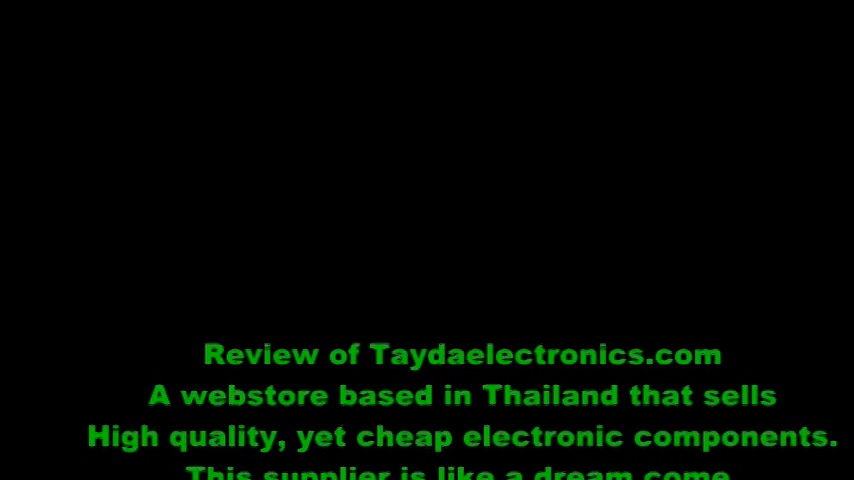 Review of Taydaelectronics.com
A webstore based in Thailand that sells
High quality, yet cheap electronic components.
This supplier is like a dream come